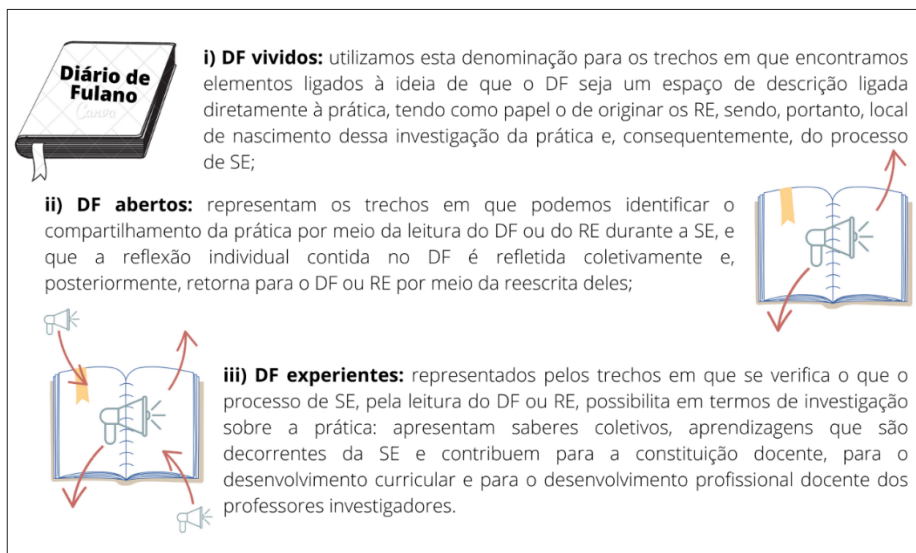 Diário de
Fulano
Canva
i) DF vividos: utilizamos esta denominação para os trechos em que encontramos
elementos ligados à ideia de que o DF seja um espaço de descrição ligada
diretamente à prática, tendo como papel o de originar os RE, sendo, portanto, local
de nascimento dessa investigação da prática e, consequentemente, do processo
de SE;
ii) DF abertos: representam os trechos em que podemos identificar o
compartilhamento da prática por meio da leitura do DF ou do RE durante a SE, e
que a reflexão individual contida no DF é refletida coletivamente e,
posteriormente, retorna para o DF ou RE por meio da reescrita deles;
iii) DF experientes: representados pelos trechos em que se verifica o que o
processo de SE, pela leitura do DF ou RE, possibilita em termos de investigação
sobre a prática: apresentam saberes coletivos, aprendizagens que são
decorrentes da SE e contribuem para a constituição docente, para o
desenvolvimento curricular e para o desenvolvimento profissional docente dos
professores investigadores.